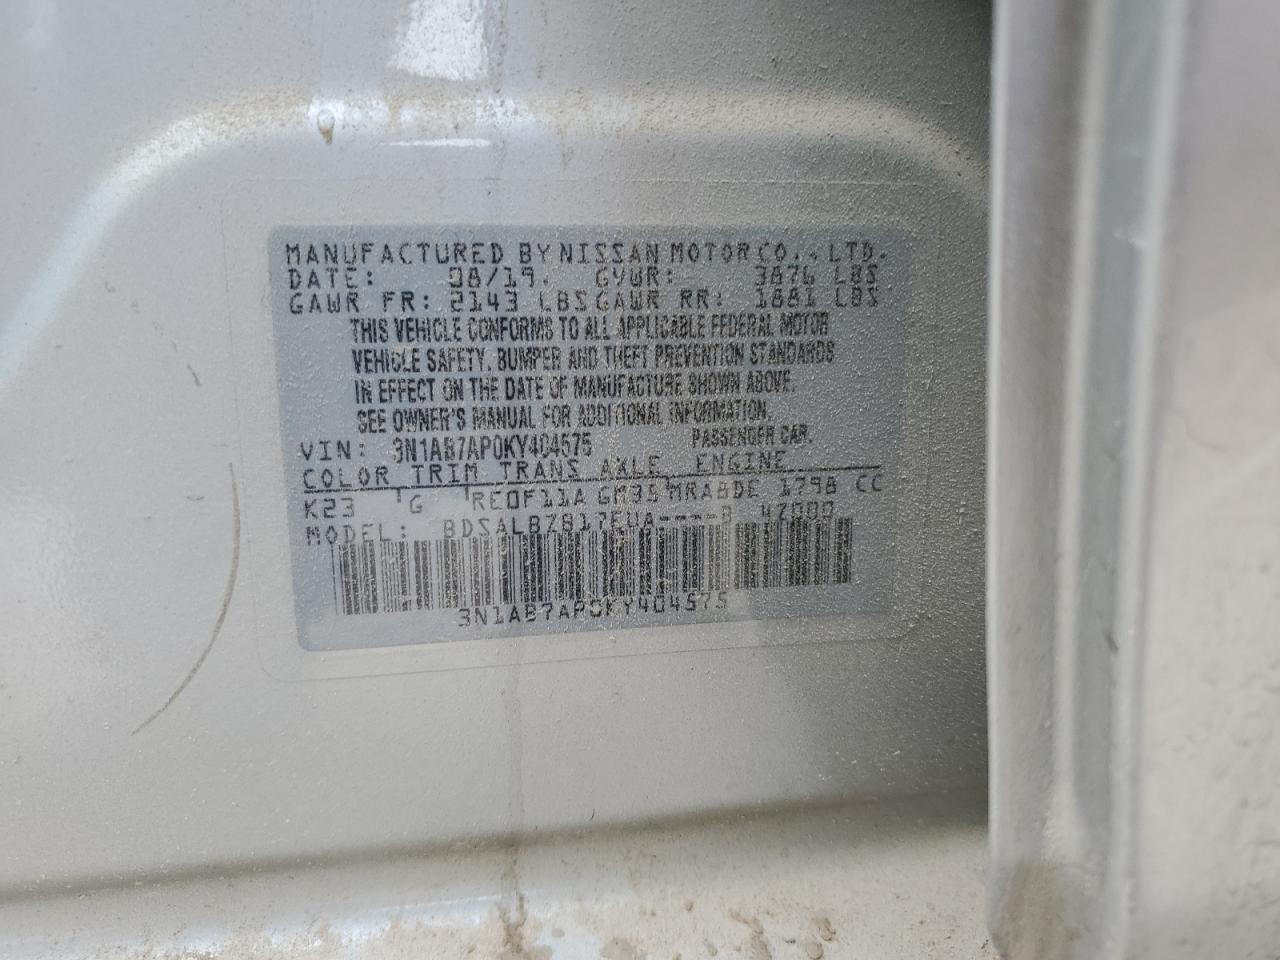 MANUFACTURED BY NISSAN MOTOR CO., LTD.
DATE: 08/19. GVWR: 3876 LBS
GAWR FR: 2143 LBS GAWR RR: 1881 LBS
THIS VEHICLE CONFORMS TO ALL APPLICABLE FEDERAL MOTOR
VEHICLE SAFETY, BUMPER AND THEFT PREVENTION STANDARDS
IN EFFECT ON THE DATE OF MANUFACTURE SHOWN ABOVE.
SEE OWNER'S MANUAL FOR ADDITIONAL INFORMATION.
VIN: 3N1AB7AP0KY404575 PASSENGER CAR.
COLOR TRIM TRANS AXLE ENGINE
K23 G RE0F11A GM35 MRA8DE 1798 CC
MODEL: BDSALBZB17EUA----B 47000
3N1AB7AP0KY404575